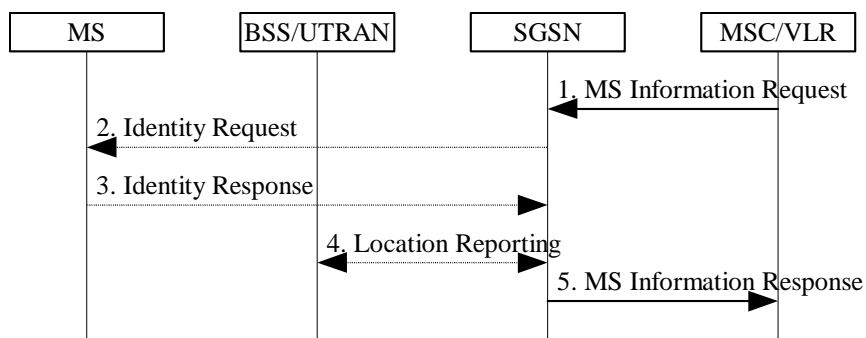 MS
BSS/UTRAN
SGSN
MSC/VLR
1. MS Information Request
2. Identity Request
3. Identity Response
4. Location Reporting
5. MS Information Response